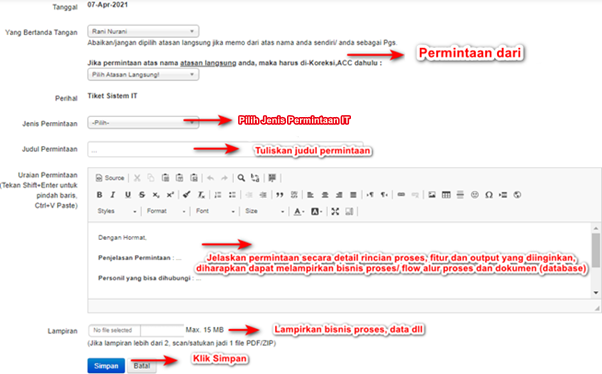 Tanggal 07-Apr-2021
Yang Bertanda Tangan Rani Nurani
Abaikan/jangan dipilih atasan langsung jika memo dari atas nama anda sendiri/ anda sebagai Pgs.
Permintaan dari
Jika permintaan atas nama atasan langsung anda, maka harus di-Koreksi,ACC dahulu :
Pilih Atasan Langsung!
Perihal Tiket Sistem IT
Jenis Permintaan -Pilih- Pilih Jenis Permintaan IT
Judul Permintaan ... Tuliskan judul permintaan
Uraian Permintaan
(Tekan Shift+Enter untuk
pindah baris,
Ctrl+V Paste)
Source
B I U S x₂ x² Tx
Styles Format Font Size A A
Dengan Hormat,
Penjelasan Permintaan : ...
Jelaskan permintaan secara detail rincian proses, fitur dan output yang diinginkan,
diharapkan dapat melampirkan bisnis proses/ flow alur proses dan dokumen (database)
Personil yang bisa dihubungi : ...
Lampiran No file selected Max. 15 MB Lampirkan bisnis proses, data dll
(Jika lampiran lebih dari 2, scan/satukan jadi 1 file PDF/ZIP)
Simpan Batal Klik Simpan